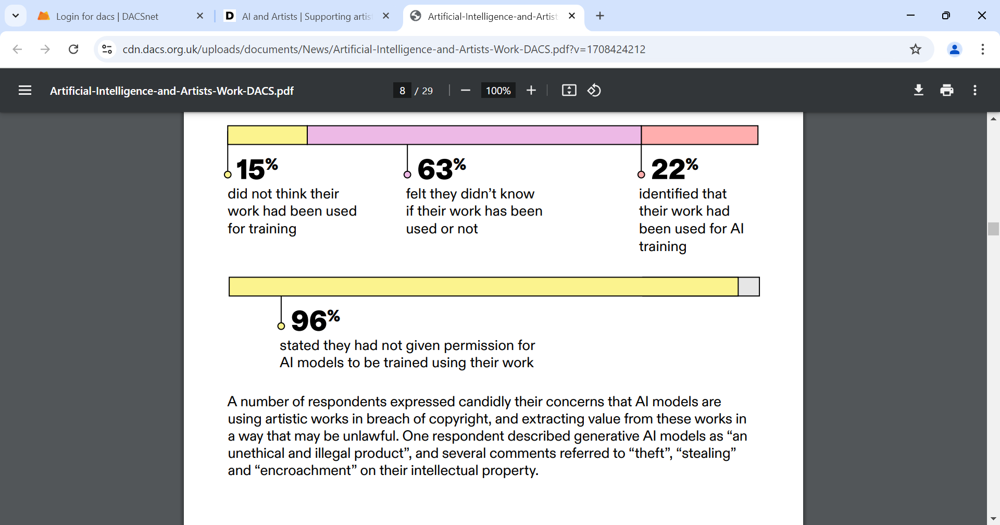 Login for dacs | DACSnet
D AI and Artists | Supporting artis
Artificial-Intelligence-and-Artist
cdn.dacs.org.uk/uploads/documents/News/Artificial-Intelligence-and-Artists-Work-DACS.pdf?v=1708424212
Artificial-Intelligence-and-Artists-Work-DACS.pdf
8 / 29
100%
15%
did not think their
work had been used
for training
63%
felt they didn’t know
if their work has been
used or not
22%
identified that
their work had
been used for AI
training
96%
stated they had not given permission for
AI models to be trained using their work
A number of respondents expressed candidly their concerns that AI models are
using artistic works in breach of copyright, and extracting value from these works in
a way that may be unlawful. One respondent described generative AI models as “an
unethical and illegal product”, and several comments referred to “theft”, “stealing”
and “encroachment” on their intellectual property.